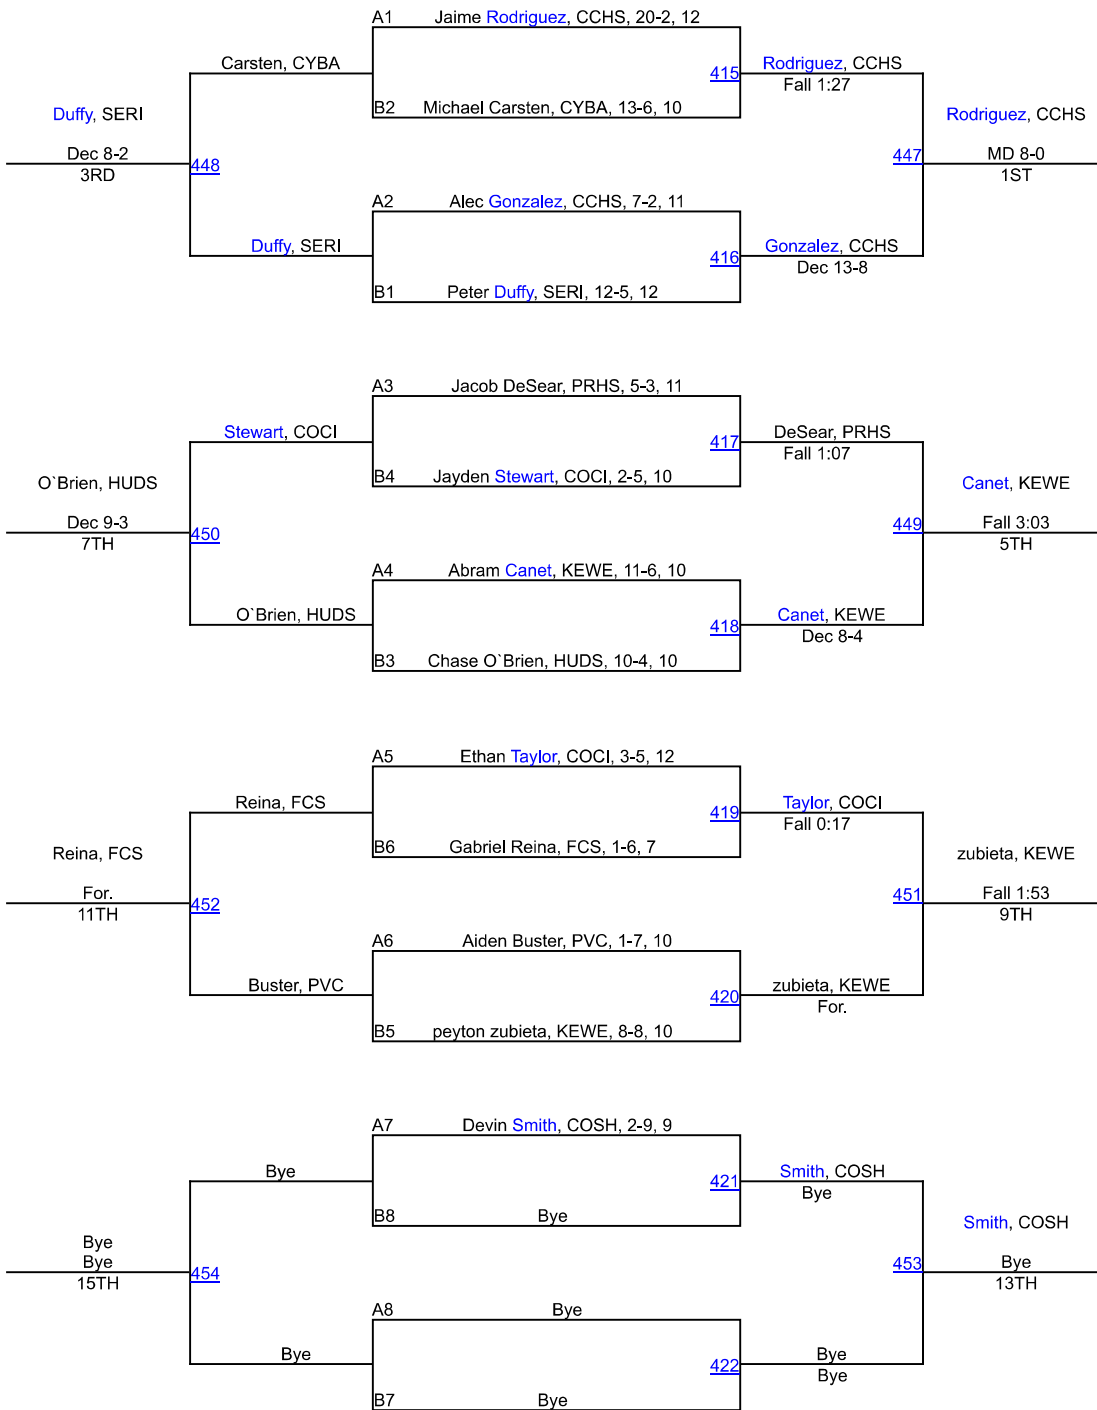 A1 Jaime Rodriguez, CCHS, 20-2, 12
Carsten, CYBA
415 Rodriguez, CCHS
Fall 1:27
B2 Michael Carsten, CYBA, 13-6, 10
Duffy, SERI
Rodriguez, CCHS
Dec 8-2
448
447
MD 8-0
3RD
1ST
A2 Alec Gonzalez, CCHS, 7-2, 11
Duffy, SERI
416 Gonzalez, CCHS
Dec 13-8
B1 Peter Duffy, SERI, 12-5, 12
A3 Jacob DeSear, PRHS, 5-3, 11
Stewart, COCI
417 DeSear, PRHS
Fall 1:07
B4 Jayden Stewart, COCI, 2-5, 10
O`Brien, HUDS
Canet, KEWE
Dec 9-3
450
449
Fall 3:03
7TH
5TH
A4 Abram Canet, KEWE, 11-6, 10
O`Brien, HUDS
418 Canet, KEWE
Dec 8-4
B3 Chase O`Brien, HUDS, 10-4, 10
A5 Ethan Taylor, COCI, 3-5, 12
Reina, FCS
419 Taylor, COCI
Fall 0:17
B6 Gabriel Reina, FCS, 1-6, 7
Reina, FCS
zubieta, KEWE
For.
452
451
Fall 1:53
11TH
9TH
A6 Aiden Buster, PVC, 1-7, 10
Buster, PVC
420 zubieta, KEWE
For.
B5 peyton zubieta, KEWE, 8-8, 10
A7 Devin Smith, COSH, 2-9, 9
Bye
421 Smith, COSH
Bye
B8 Bye
Bye
Smith, COSH
Bye
454
453
Bye
15TH
13TH
A8 Bye
Bye
422 Bye
Bye
B7 Bye